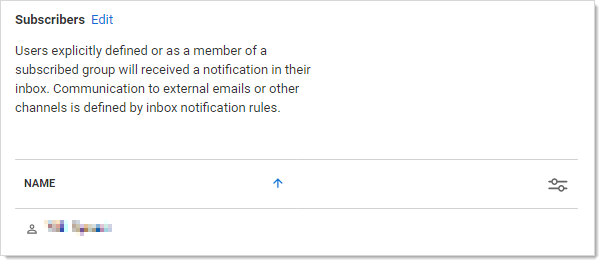 Subscribers Edit
Users explicitly defined or as a member of a
subscribed group will received a notification in their
inbox. Communication to external emails or other
channels is defined by inbox notification rules.
NAME